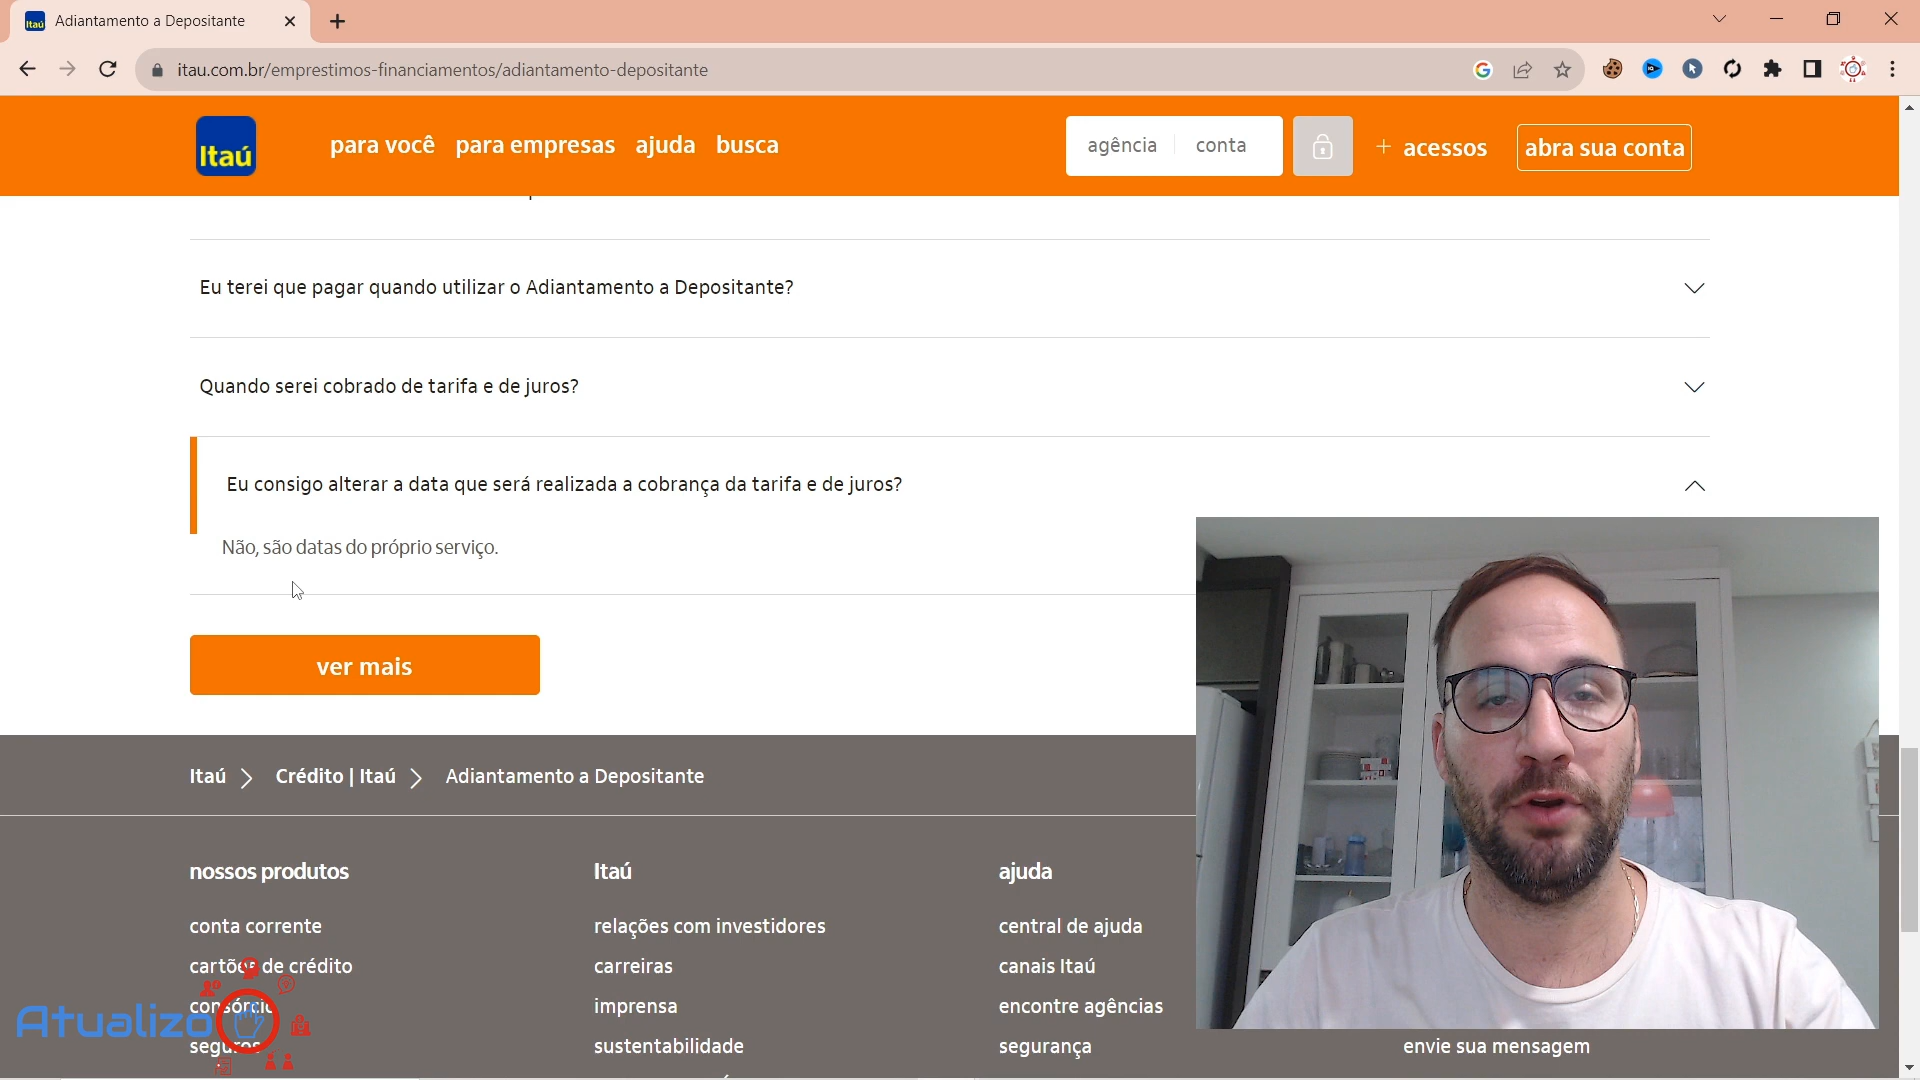 Itaú
Adiantamento a Depositante
itau.com.br/emprestimos-financiamentos/adiantamento-depositante
Itaú
para você
para empresas
ajuda
busca
agência
conta
+ acessos
abra sua conta
Eu terei que pagar quando utilizar o Adiantamento a Depositante?
Quando serei cobrado de tarifa e de juros?
Eu consigo alterar a data que será realizada a cobrança da tarifa e de juros?
Não, são datas do próprio serviço.
ver mais
Itaú
Crédito | Itaú
Adiantamento a Depositante
nossos produtos
Itaú
ajuda
conta corrente
relações com investidores
central de ajuda
cartões de crédito
carreiras
canais Itaú
consórcio
imprensa
encontre agências
Atualizo
seguros
sustentabilidade
segurança
envie sua mensagem